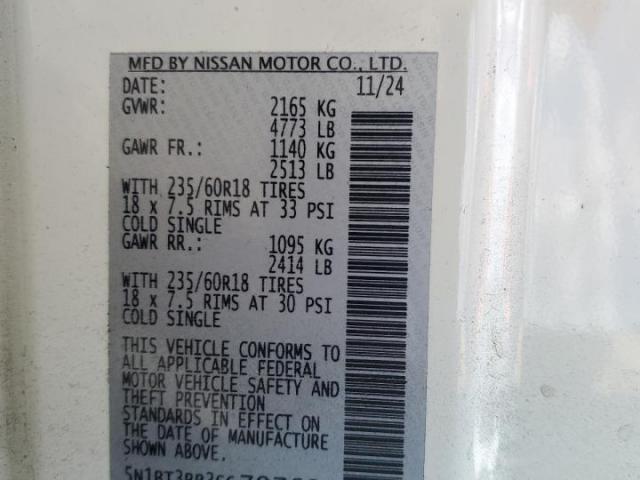 MFD BY NISSAN MOTOR CO., LTD.
DATE: 11/24
GVWR: 2165 KG
4773 LB
GAWR FR.: 1140 KG
2513 LB
WITH 235/60R18 TIRES
18 x 7.5 RIMS AT 33 PSI
COLD SINGLE
GAWR RR.: 1095 KG
2414 LB
WITH 235/60R18 TIRES
18 x 7.5 RIMS AT 30 PSI
COLD SINGLE
THIS VEHICLE CONFORMS TO
ALL APPLICABLE FEDERAL
MOTOR VEHICLE SAFETY AND
THEFT PREVENTION
STANDARDS IN EFFECT ON
THE DATE OF MANUFACTURE
SHOWN ABOVE.